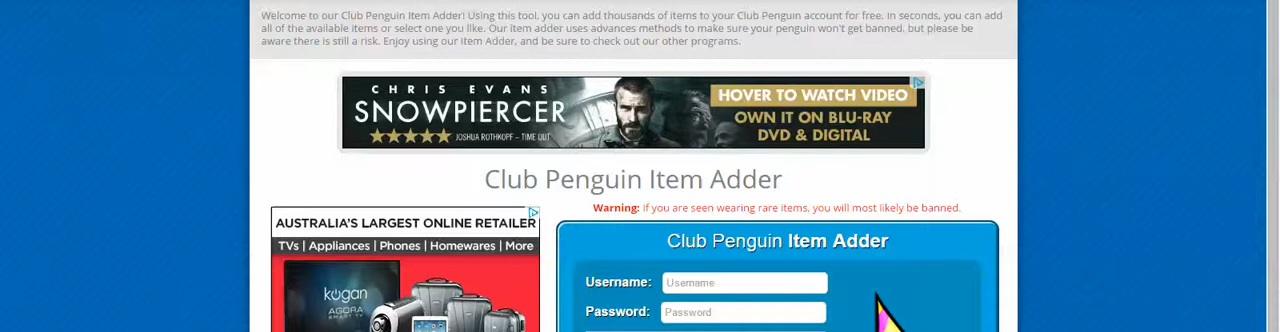 Welcome to our Club Penguin Item Adder! Using this tool, you can add thousands of items to your Club Penguin account for free. In seconds, you can add
all of the available items or select one you like. Our item adder uses advances methods to make sure your penguin won't get banned, but please be
aware there is still a risk. Enjoy using our Item Adder, and be sure to check out our other programs.
CHRIS EVANS
SNOWPIERCER
JOSHUA ROTHKOPF – TIME OUT
HOVER TO WATCH VIDEO
OWN IT ON BLU-RAY
DVD & DIGITAL
Club Penguin Item Adder
AUSTRALIA'S LARGEST ONLINE RETAILER
TVs | Appliances | Phones | Homewares | More
kogan
AGORA
SMART TV
Warning: If you are seen wearing rare items, you will most likely be banned.
Club Penguin Item Adder
Username: Username
Password: Password